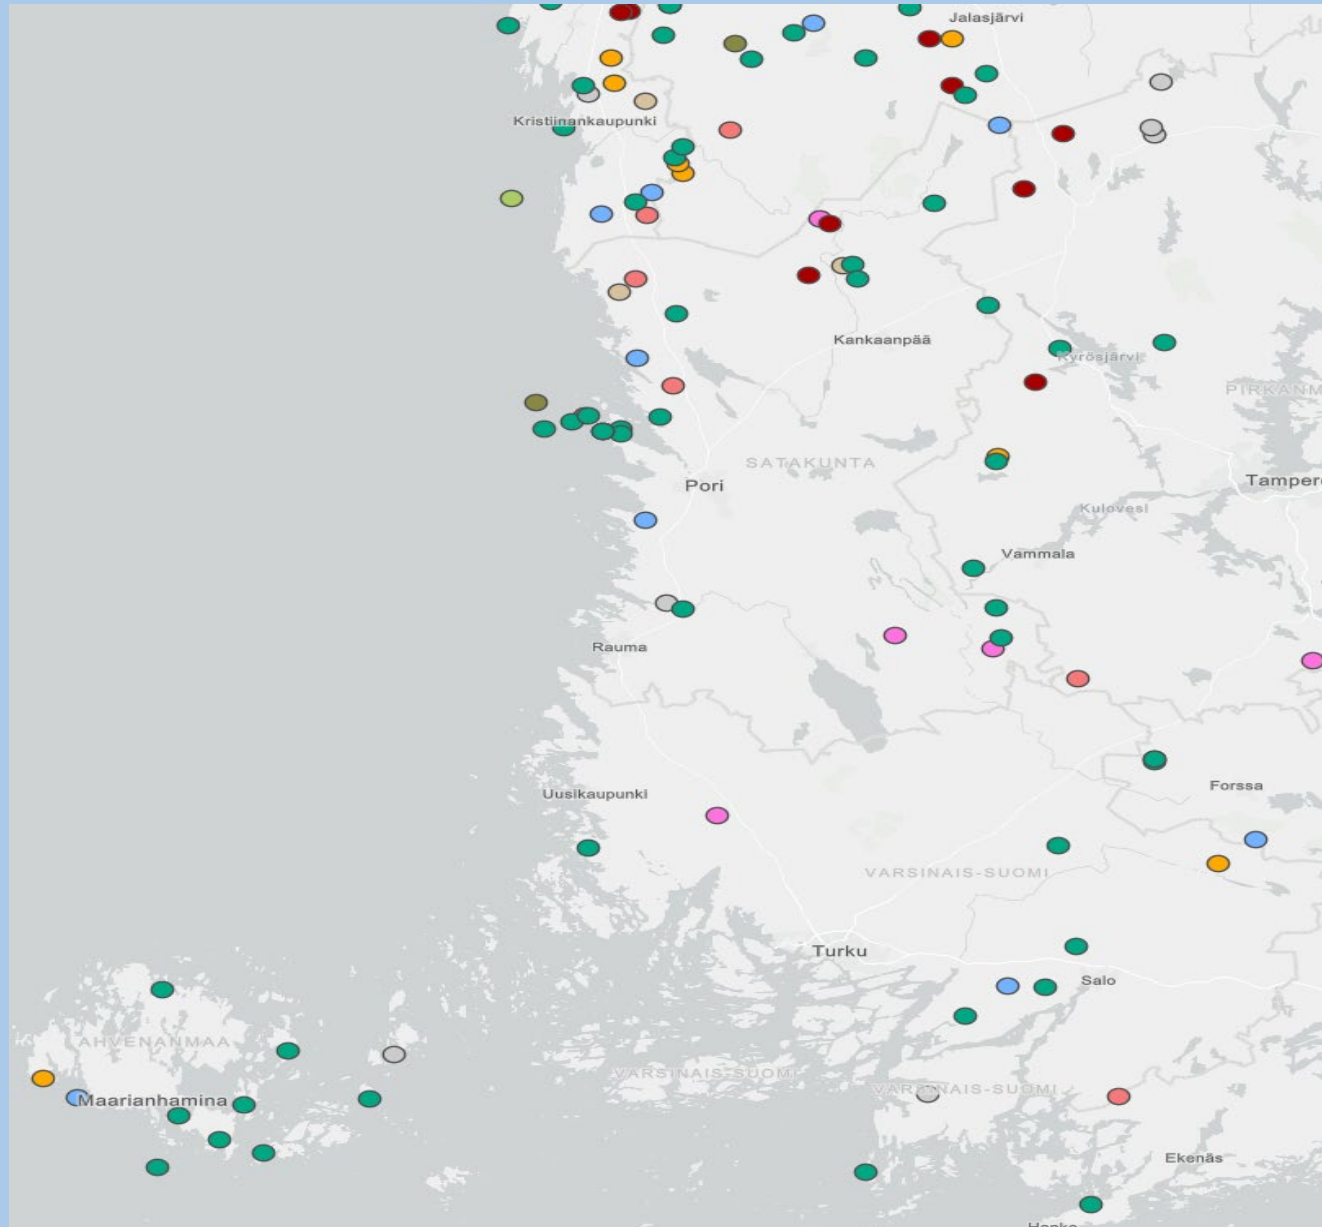 Jalasjärvi
Kristiinankaupunki
Kankaanpää
Kyrösjärvi
PIRKANM
SATAKUNTA
Tamper
Pori
Kulovesi
Vammala
Rauma
Forssa
Uusikaupunki
VARSINAIS-SUOMI
Turku
Salo
AHVENANMAA
VARSINAIS-SUOMI
VARSINAIS-SUOMI
Maarianhamina
Ekenäs